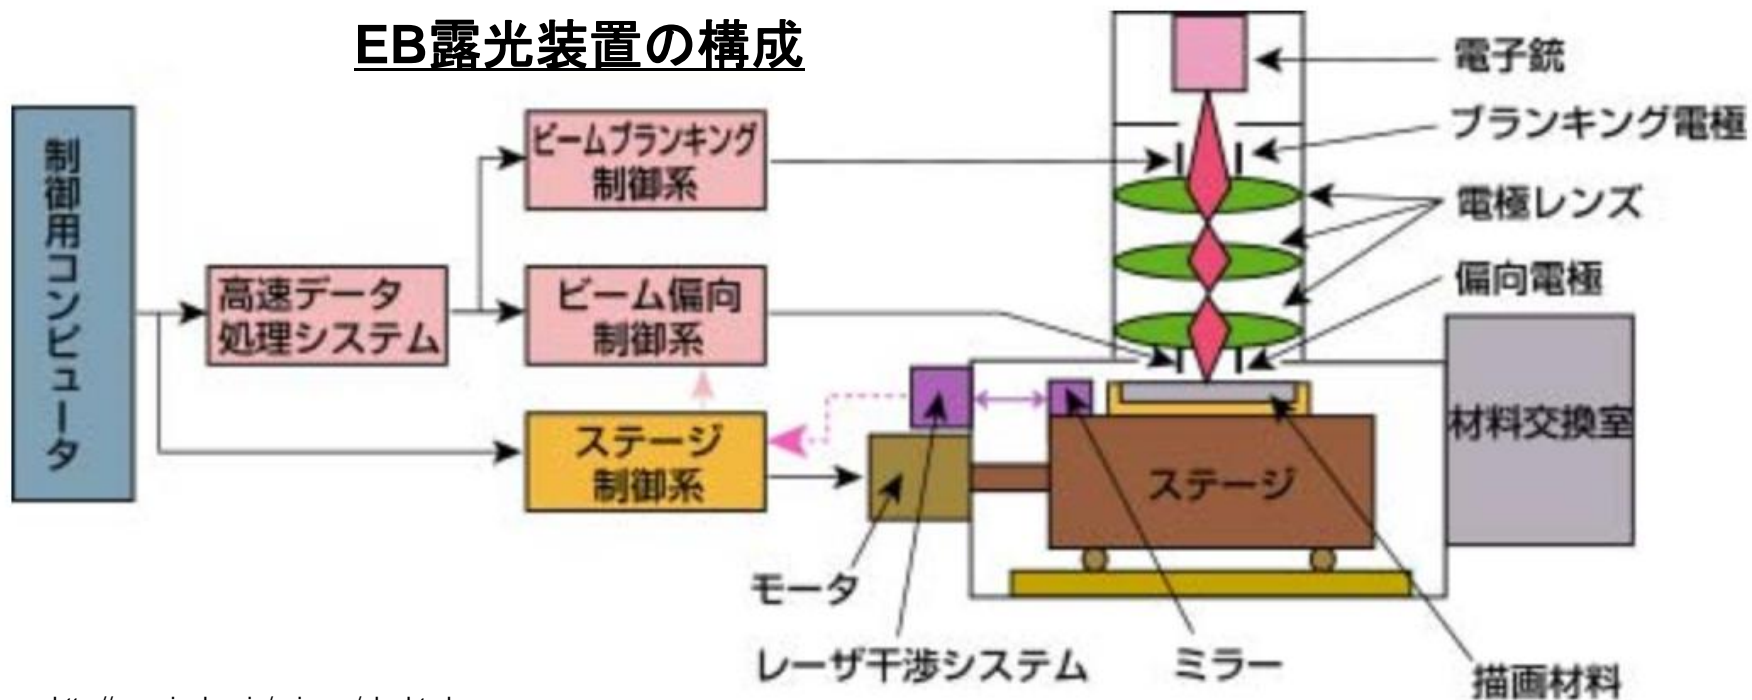 EB露光装置の構成
制御用コンピュータ
高速データ
処理システム
ビームブランキング
制御系
ビーム偏向
制御系
ステージ
制御系
電子銃
ブランキング電極
電極レンズ
偏向電極
材料交換室
ステージ
モータ
レーザ干渉システム
ミラー
描画材料